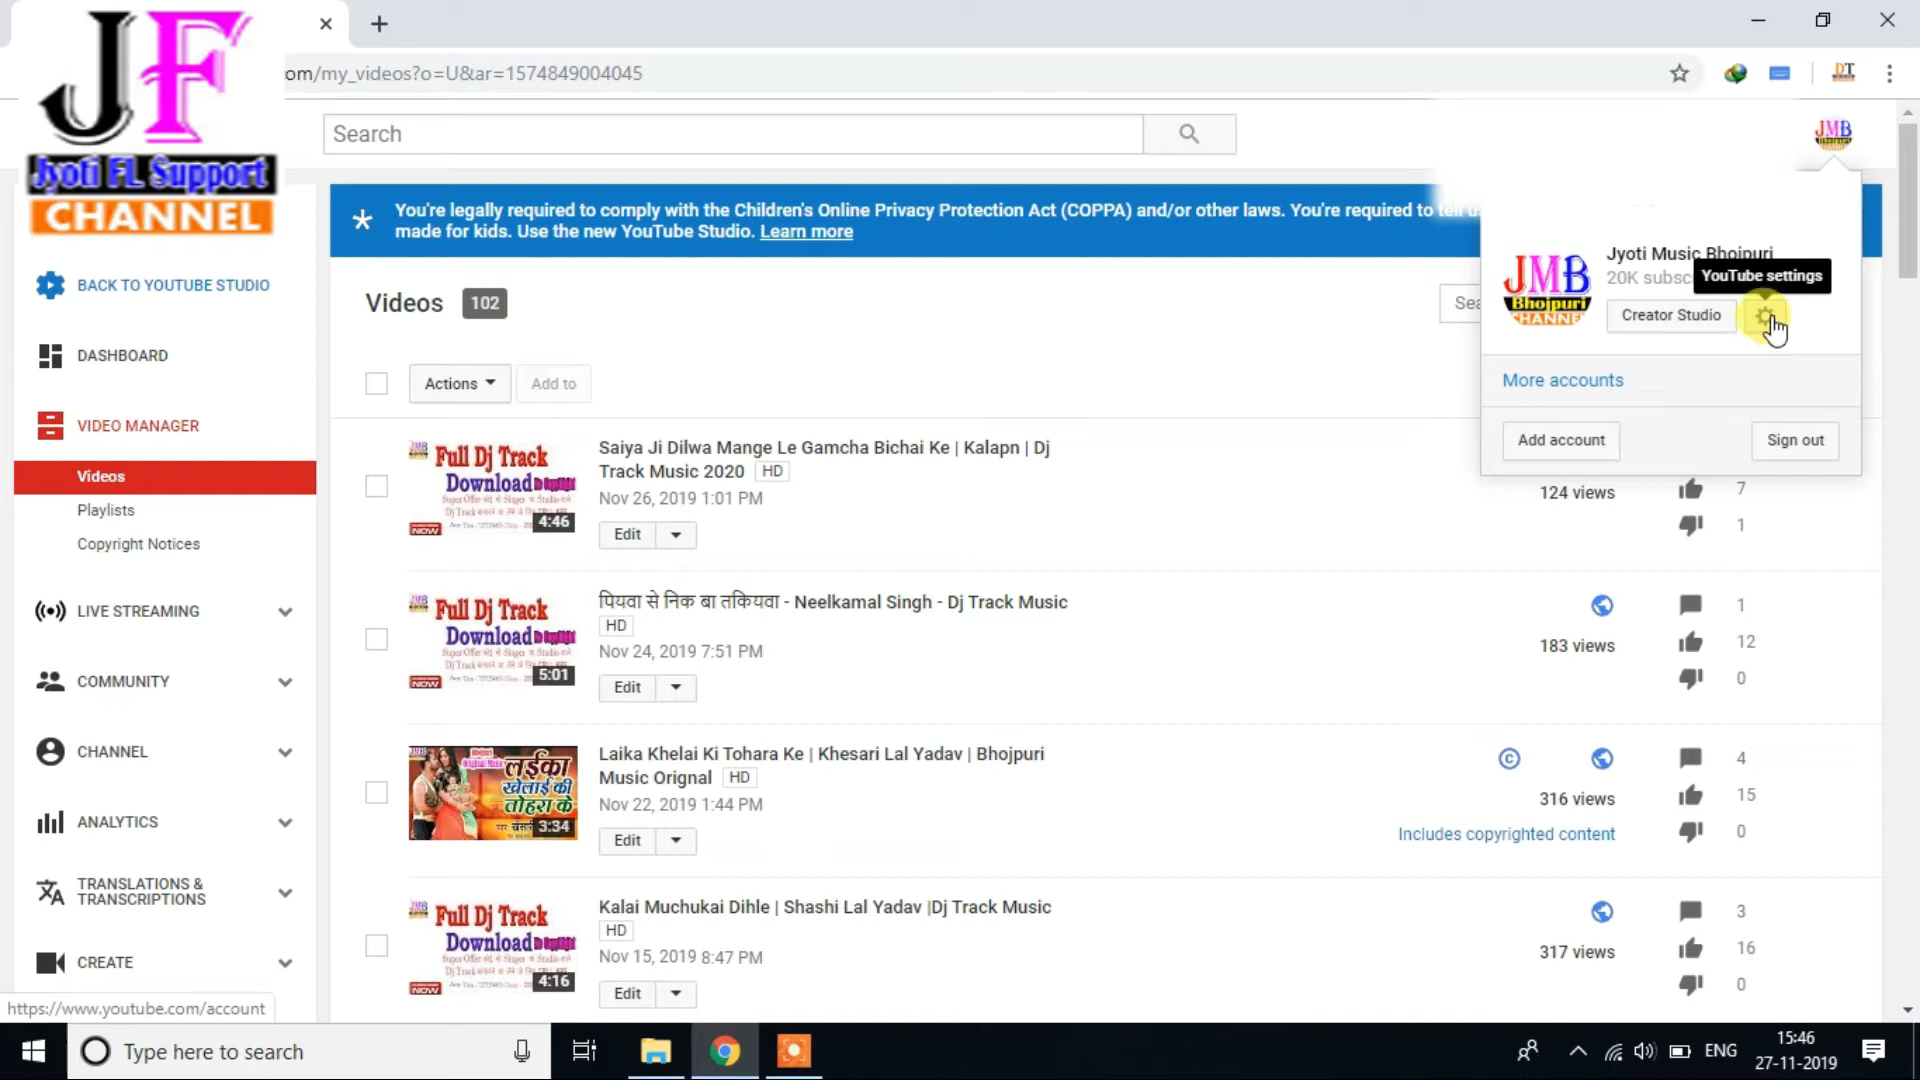 JF
Jyoti FL Support
CHANNEL
om/my_videos?o=U&ar=1574849004045
DT
Search
JMB
You're legally required to comply with the Children's Online Privacy Protection Act (COPPA) and/or other laws. You're required to
made for kids. Use the new YouTube Studio. Learn more
Jyoti Music Bhojpuri
20K subsc
YouTube settings
JMB
Bhojpuri
CHANNEL
Creator Studio
More accounts
Add account
Sign out
BACK TO YOUTUBE STUDIO
DASHBOARD
VIDEO MANAGER
Videos
Playlists
Copyright Notices
LIVE STREAMING
COMMUNITY
CHANNEL
ANALYTICS
TRANSLATIONS &
TRANSCRIPTIONS
CREATE
https://www.youtube.com/account
Videos 102
Sea
Actions
Add to
Full Dj Track
Download
NOW
4:46
Saiya Ji Dilwa Mange Le Gamcha Bichai Ke | Kalapn | Dj
Track Music 2020 HD
Nov 26, 2019 1:01 PM
Edit
124 views
7
1
Full Dj Track
Download
NOW
5:01
पियवा से निक बा तकियवा - Neelkamal Singh - Dj Track Music
HD
Nov 24, 2019 7:51 PM
Edit
183 views
1
12
0
लईका
खेलाई की
तोहरा के
3:34
Laika Khelai Ki Tohara Ke | Khesari Lal Yadav | Bhojpuri
Music Orignal HD
Nov 22, 2019 1:44 PM
Edit
316 views
Includes copyrighted content
4
15
0
Full Dj Track
Download
NOW
4:16
Kalai Muchukai Dihle | Shashi Lal Yadav |Dj Track Music
HD
Nov 15, 2019 8:47 PM
Edit
317 views
3
16
0
Type here to search
ENG
15:46
27-11-2019